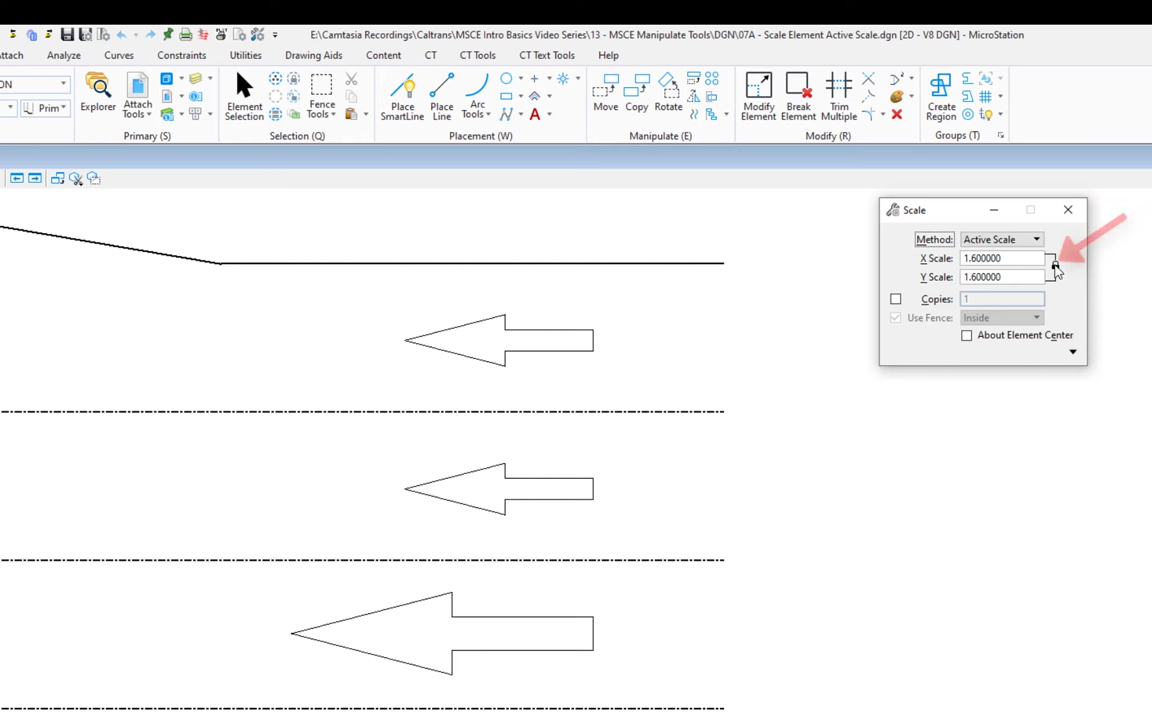 E:\Camtasia Recordings\Caltrans\MSCE Intro Basics Video Series\13 - MSCE Manipulate Tools\DGN\07A - Scale Element Active Scale.dgn [2D - V8 DGN] - MicroStation
ttach Analyze Curves Constraints Utilities Drawing Aids Content CT CT Tools CT Text Tools Help
ON
Prim
Explorer
Attach Tools
Element Selection
Fence Tools
Place SmartLine
Place Line
Arc Tools
Move
Copy
Rotate
Modify Element
Break Element
Trim Multiple
Create Region
Primary (S) Selection (Q) Placement (W) Manipulate (E) Modify (R) Groups (T)
Scale
Method: Active Scale
X Scale: 1.600000
Y Scale: 1.600000
Copies: 1
Use Fence: Inside
About Element Center